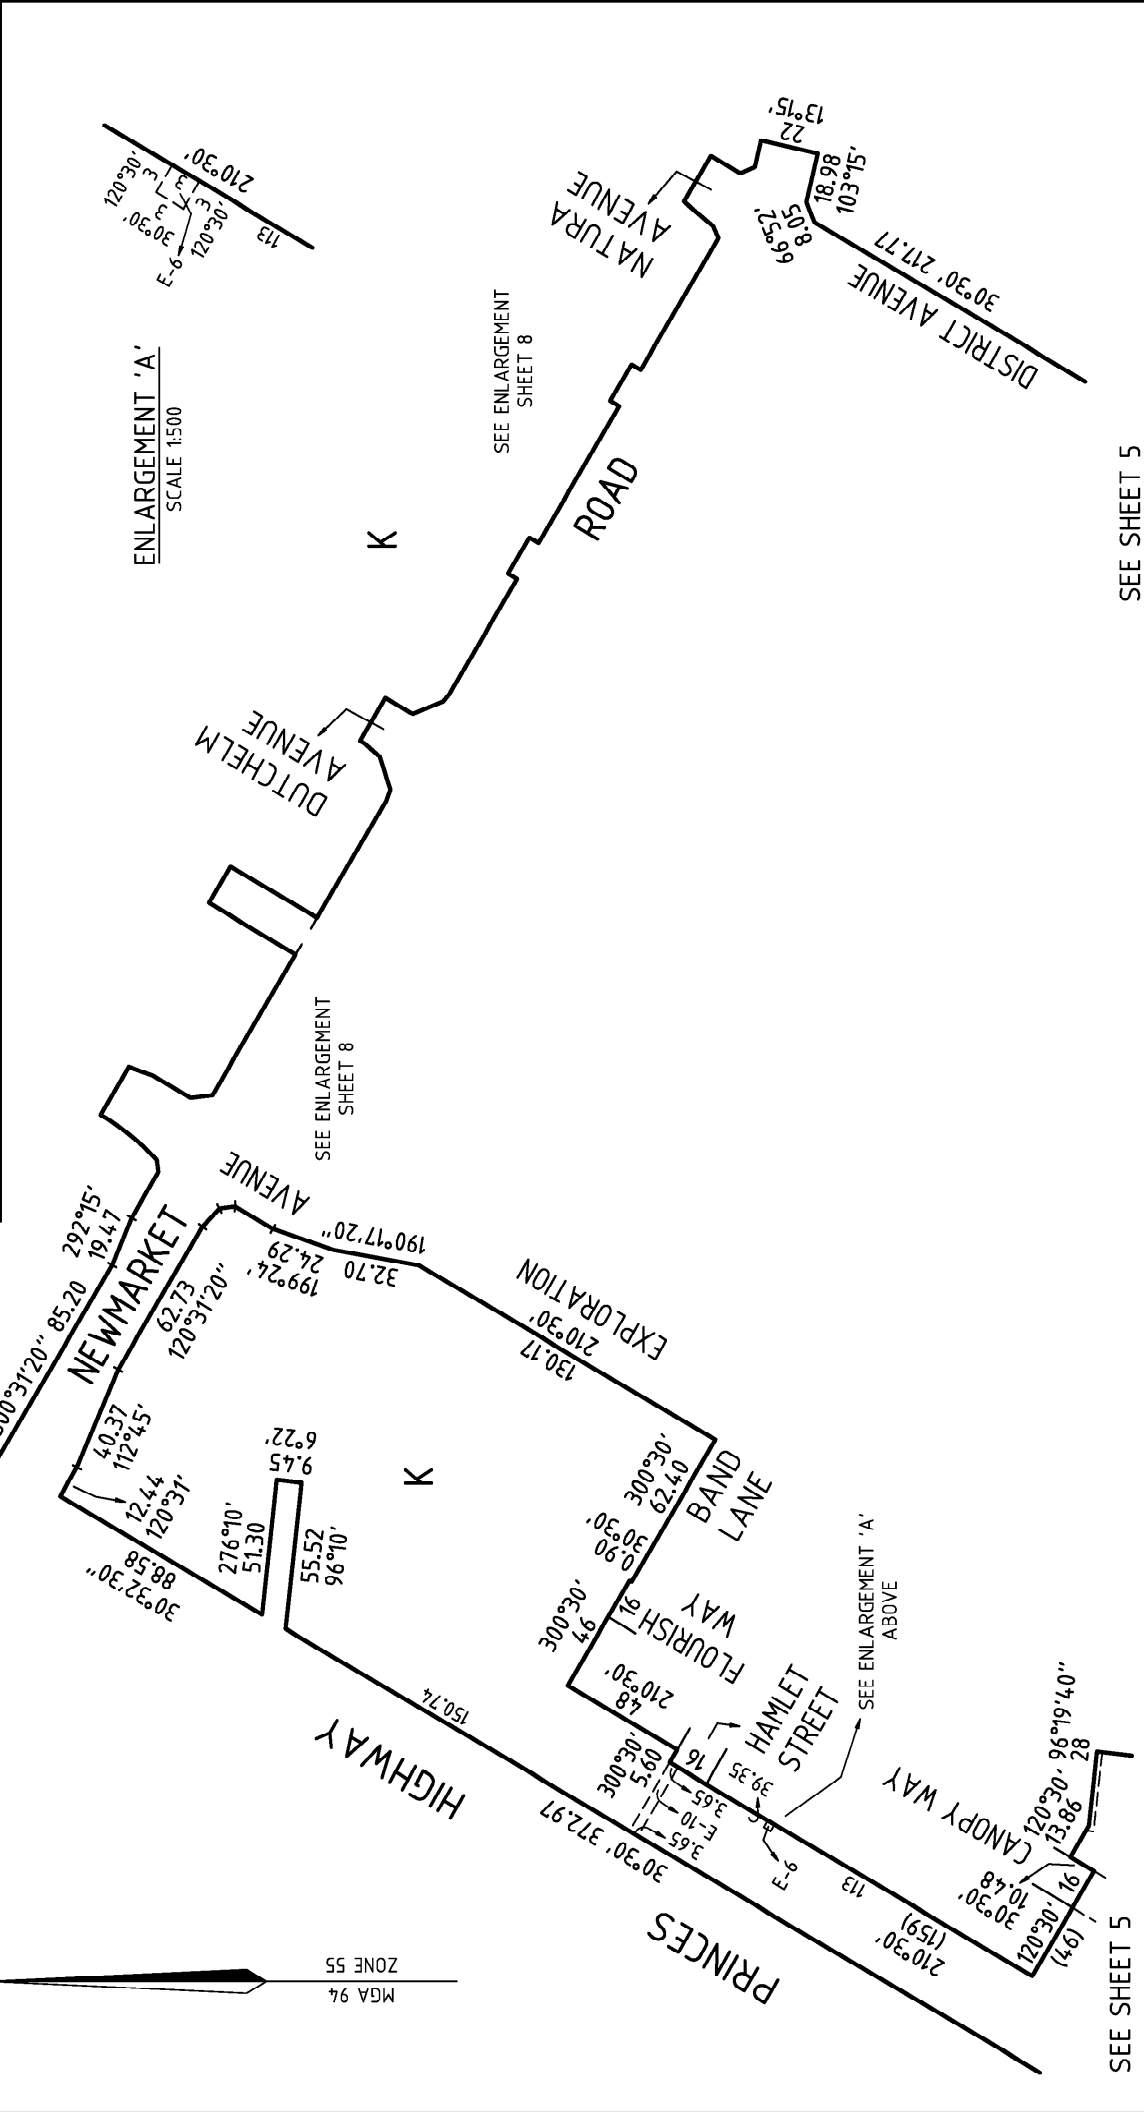 120°30'
3
3
3
3
30°30'
120°30'
E-6
210°30'
113
ENLARGEMENT 'A'
SCALE 1:500
K
SEE ENLARGEMENT
SHEET 8
NATURA
AVENUE
22
13°15'
18.98
103°15'
66°52'
8.05
30°30' 217.77
DISTRICT AVENUE
ROAD
SEE SHEET 5
DUTCHELM
AVENUE
SEE ENLARGEMENT
SHEET 8
292°15'
19.47
00°31'20" 85.20
NEWMARKET
62.73
120°31'20"
AVENUE
199°24'
24.29
32.70
190°17'20"
EXPLORATION
130.17
210°30'
40.37
112°45'
12.44
120°31'
30°32'30"
88.58
276°10'
51.30
9.45
6°22'
55.52
96°10'
K
300°30'
62.40
BAND
LANE
0.90
30°30'
300°30'
46
16
FLOURISH
WAY
48
210°30'
150.74
HIGHWAY
300°30'
5.60
16
HAMLET
STREET
39.35
3.65
E-10
3.65
SEE ENLARGEMENT 'A'
ABOVE
30°30' 372.97
E-6
113
PRINCES
210°30'
(159)
CANOPY WAY
120°30'
13.86
96°19'40"
28
30°30'
10.48
16
120°30'
(46)
SEE SHEET 5
MGA 94
ZONE 55